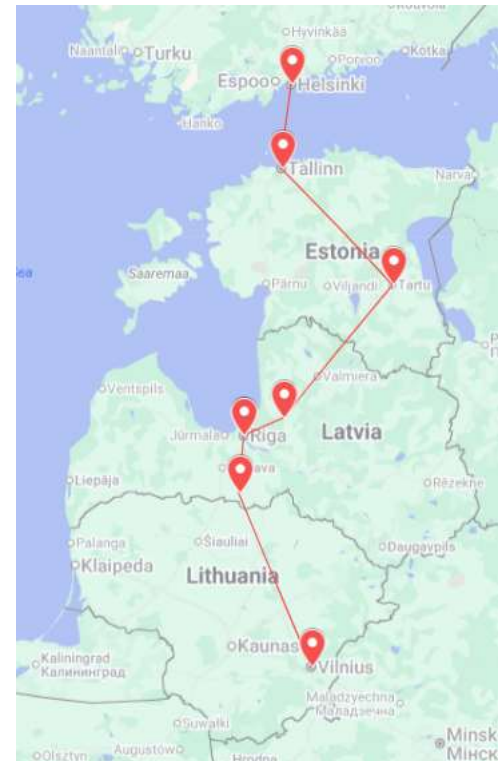 Hyvinkää
Naantali
Turku
Porvoo
Kotka
Espoo
Helsinki
Hanko
Tallinn
Narva
Estonia
Saaremaa
Pärnu
Viljandi
Tartu
Valmiera
Ventspils
Jūrmala
Riga
Latvia
Liepāja
Rēzekne
Palanga
Šiauliai
Daugavpils
Klaipeda
Lithuania
Kaunas
Vilnius
Kaliningrad
Калининград
Maladzyechna
Маладзечна
Suwałki
Minsk
Мінск
Olsztyn
Augustów